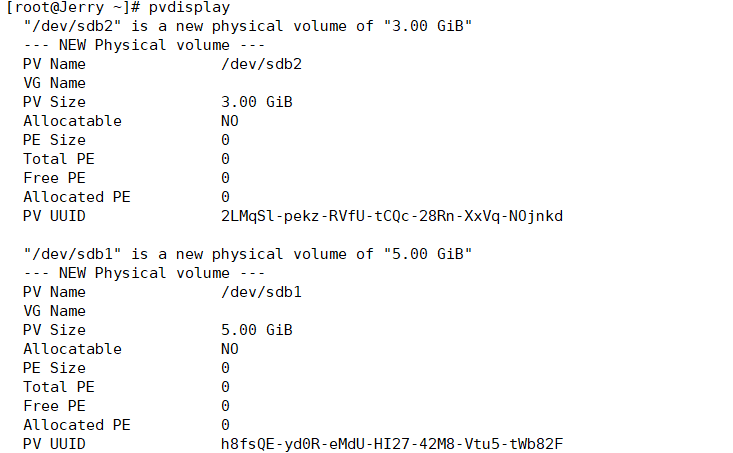 [root@Jerry ~]# pvdisplay
  "/dev/sdb2" is a new physical volume of "3.00 GiB"
  --- NEW Physical volume ---
  PV Name               /dev/sdb2
  VG Name
  PV Size               3.00 GiB
  Allocatable           NO
  PE Size               0
  Total PE              0
  Free PE               0
  Allocated PE          0
  PV UUID               2LMqSl-pekz-RVfU-tCQc-28Rn-XxVq-NOjnkd

  "/dev/sdb1" is a new physical volume of "5.00 GiB"
  --- NEW Physical volume ---
  PV Name               /dev/sdb1
  VG Name
  PV Size               5.00 GiB
  Allocatable           NO
  PE Size               0
  Total PE              0
  Free PE               0
  Allocated PE          0
  PV UUID               h8fsQE-yd0R-eMdU-HI27-42M8-Vtu5-tWb82F